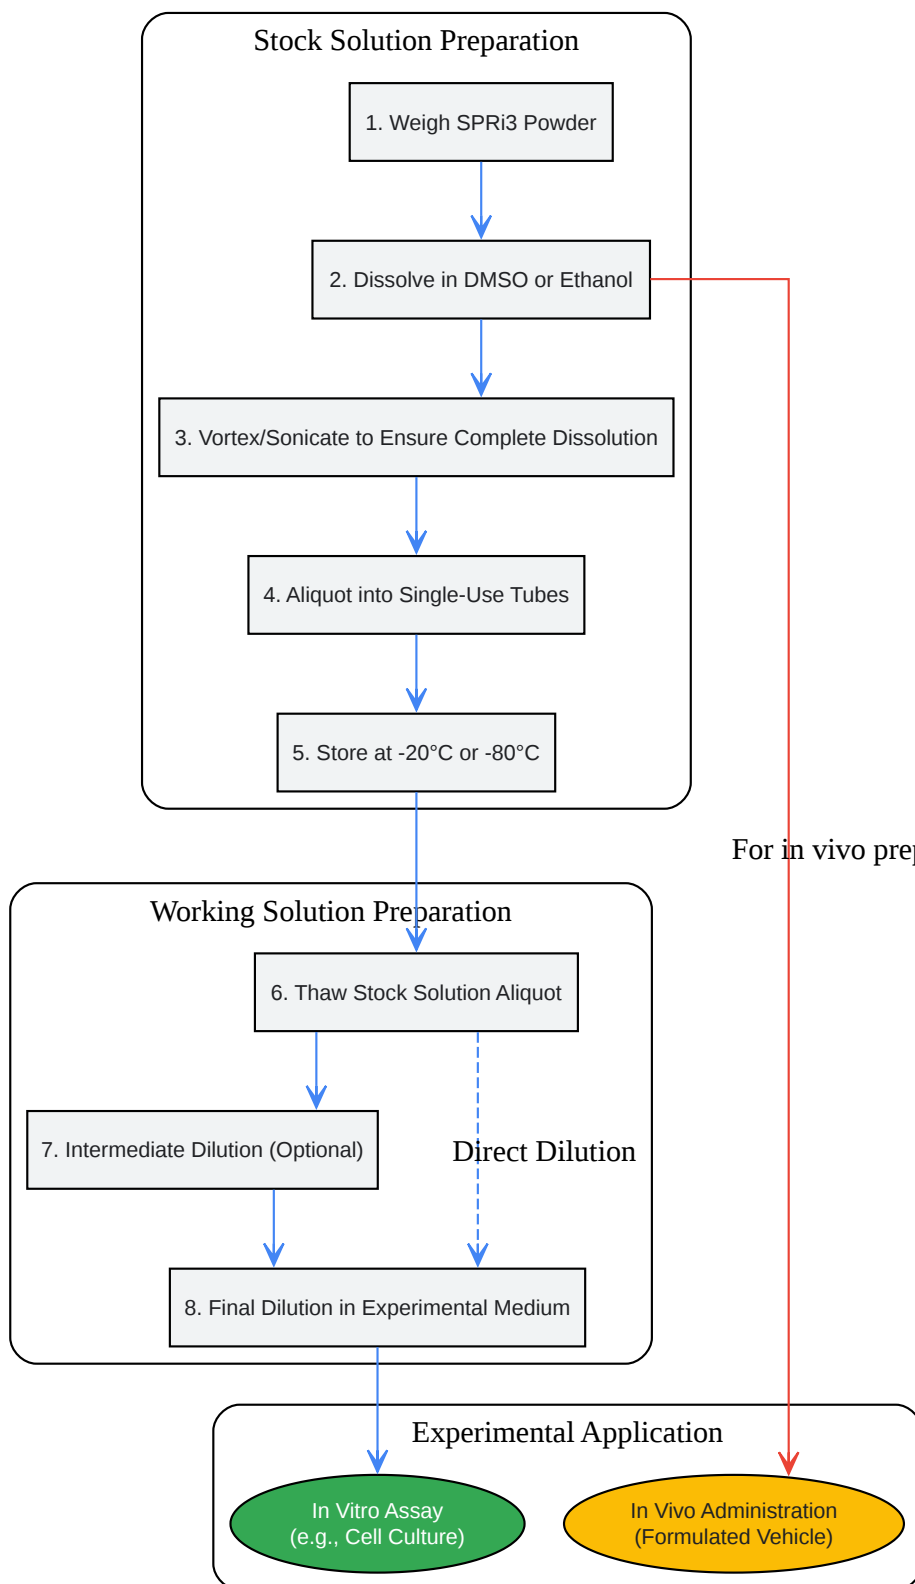 Stock Solution Preparation
1. Weigh SPRi3 Powder
2. Dissolve in DMSO or Ethanol
3. Vortex/Sonicate to Ensure Complete Dissolution
4. Aliquot into Single-Use Tubes
5. Store at -20°C or -80°C
For in vivo prep
Working Solution Preparation
6. Thaw Stock Solution Aliquot
7. Intermediate Dilution (Optional)
Direct Dilution
8. Final Dilution in Experimental Medium
Experimental Application
In Vitro Assay
(e.g., Cell Culture)
In Vivo Administration
(Formulated Vehicle)